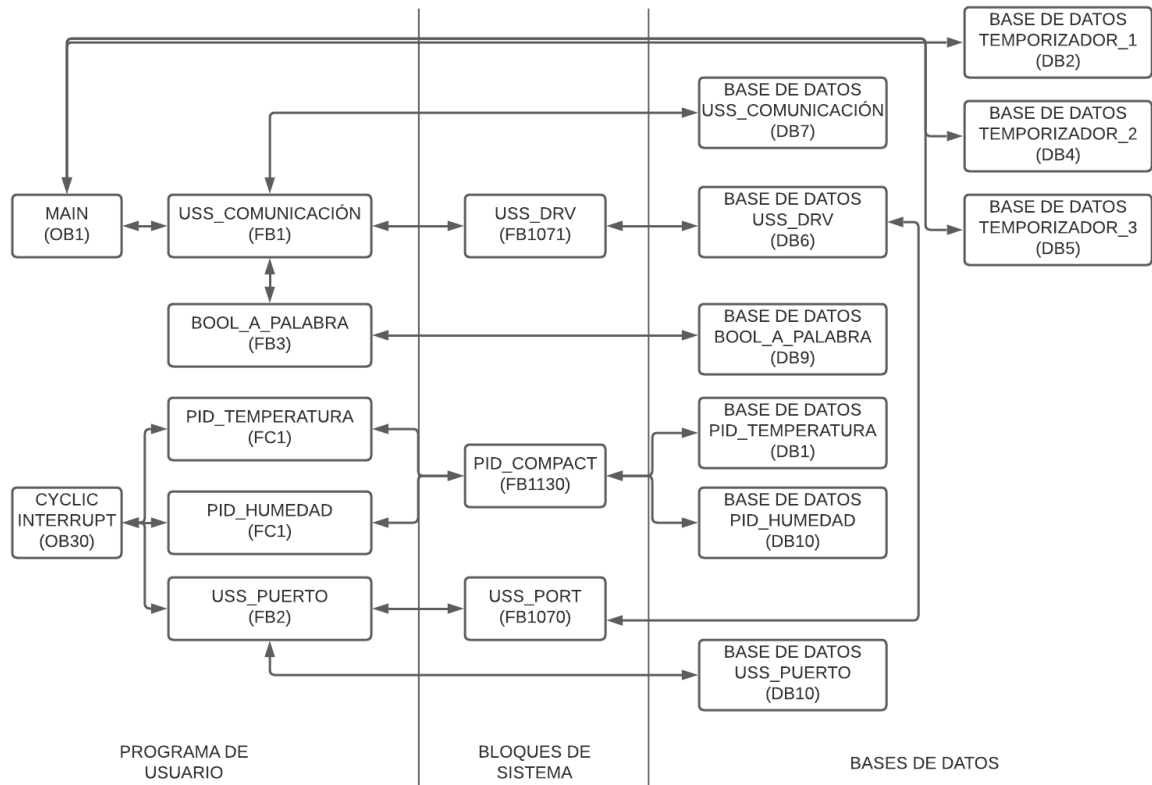 BASE DE DATOS
TEMPORIZADOR_1
(DB2)
BASE DE DATOS
USS_COMUNICACIÓN
(DB7)
BASE DE DATOS
TEMPORIZADOR_2
(DB4)
MAIN
(OB1)
USS_COMUNICACIÓN
(FB1)
USS_DRV
(FB1071)
BASE DE DATOS
USS_DRV
(DB6)
BASE DE DATOS
TEMPORIZADOR_3
(DB5)
BOOL_A_PALABRA
(FB3)
BASE DE DATOS
BOOL_A_PALABRA
(DB9)
PID_TEMPERATURA
(FC1)
BASE DE DATOS
PID_TEMPERATURA
(DB1)
PID_COMPACT
(FB1130)
CYCLIC
INTERRUPT
(OB30)
PID_HUMEDAD
(FC1)
BASE DE DATOS
PID_HUMEDAD
(DB10)
USS_PUERTO
(FB2)
USS_PORT
(FB1070)
BASE DE DATOS
USS_PUERTO
(DB10)
PROGRAMA DE
USUARIO
BLOQUES DE
SISTEMA
BASES DE DATOS